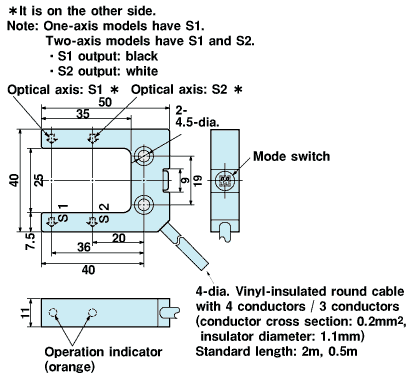 *It is on the other side.
Note: One-axis models have S1.
Two-axis models have S1 and S2.
・S1 output: black
・S2 output: white
Optical axis: S1 * Optical axis: S2 *
50
35
2-
4.5-dia.
Mode switch
40
25
S 1
S 2
9
19
7.5
20
36
40
4-dia. Vinyl-insulated round cable
with 4 conductors / 3 conductors
(conductor cross section: 0.2mm2,
insulator diameter: 1.1mm)
Standard length: 2m, 0.5m
11
Operation indicator
(orange)